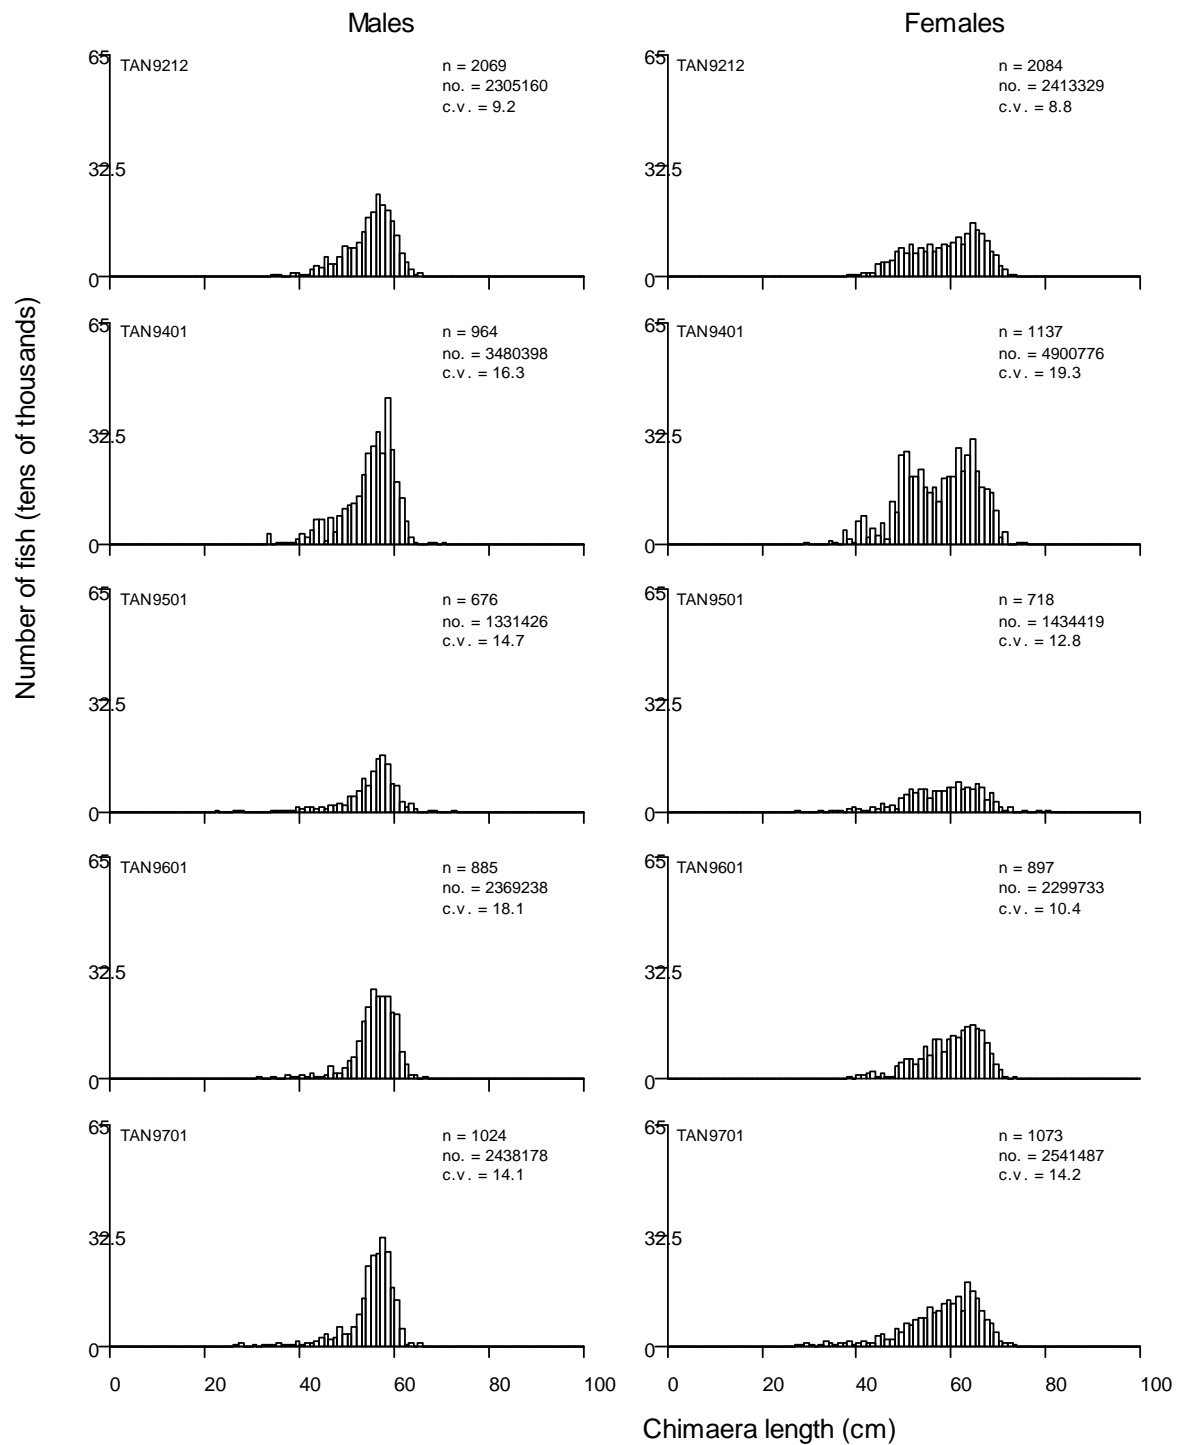 Males
Females
Number of fish (tens of thousands)
65
TAN9212
n = 2069
no. = 2305160
c.v. = 9.2
32.5
0
65
TAN9212
n = 2084
no. = 2413329
c.v. = 8.8
32.5
0
65
TAN9401
n = 964
no. = 3480398
c.v. = 16.3
32.5
0
65
TAN9401
n = 1137
no. = 4900776
c.v. = 19.3
32.5
0
65
TAN9501
n = 676
no. = 1331426
c.v. = 14.7
32.5
0
65
TAN9501
n = 718
no. = 1434419
c.v. = 12.8
32.5
0
65
TAN9601
n = 885
no. = 2369238
c.v. = 18.1
32.5
0
65
TAN9601
n = 897
no. = 2299733
c.v. = 10.4
32.5
0
65
TAN9701
n = 1024
no. = 2438178
c.v. = 14.1
32.5
0
65
TAN9701
n = 1073
no. = 2541487
c.v. = 14.2
32.5
0
0 20 40 60 80 100
0 20 40 60 80 100
Chimaera length (cm)